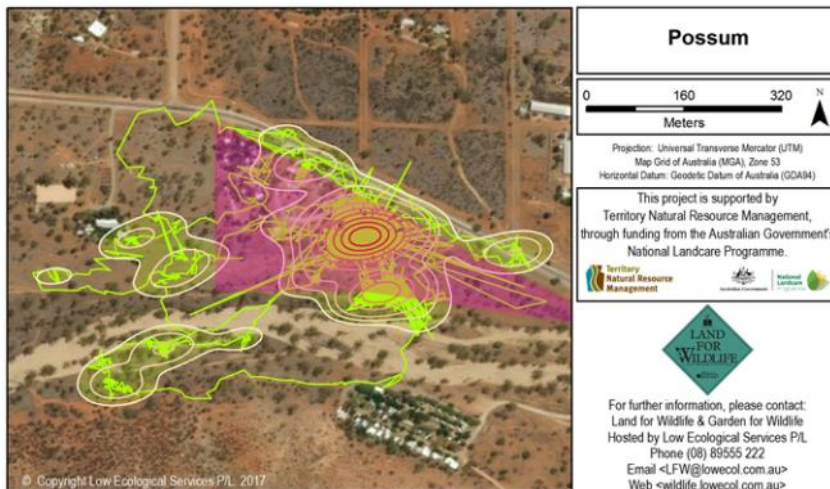 Possum
0 160 320
N
Meters
Projection: Universal Transverse Mercator (UTM)
Map Grid of Australia (MGA), Zone 53
Horizontal Datum: Geodetic Datum of Australia (GDA94)
This project is supported by
Territory Natural Resource Management,
through funding from the Australian Government's
National Landcare Programme.
Territory
Natural Resource
Management
Australian Government
National
Landcare
Programme
LAND
FOR
WILDLIFE
For further information, please contact:
Land for Wildlife & Garden for Wildlife
Hosted by Low Ecological Services P/L
Phone (08) 89555 222
Email <LFW@lowecol.com.au>
Web <wildlife.lowecol.com.au>
© Copyright Low Ecological Services P/L 2017